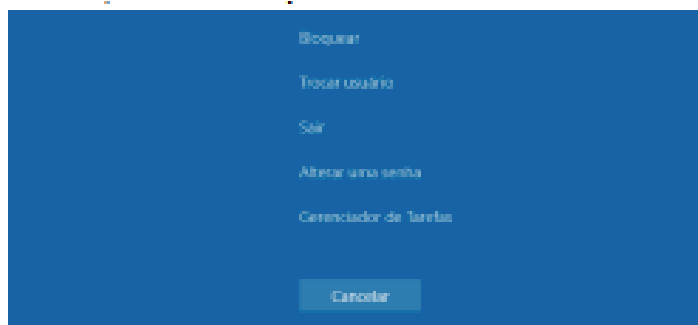 Bloquear
Trocar usuário
Sair
Alterar uma senha
Gerenciador de Tarefas
Cancelar